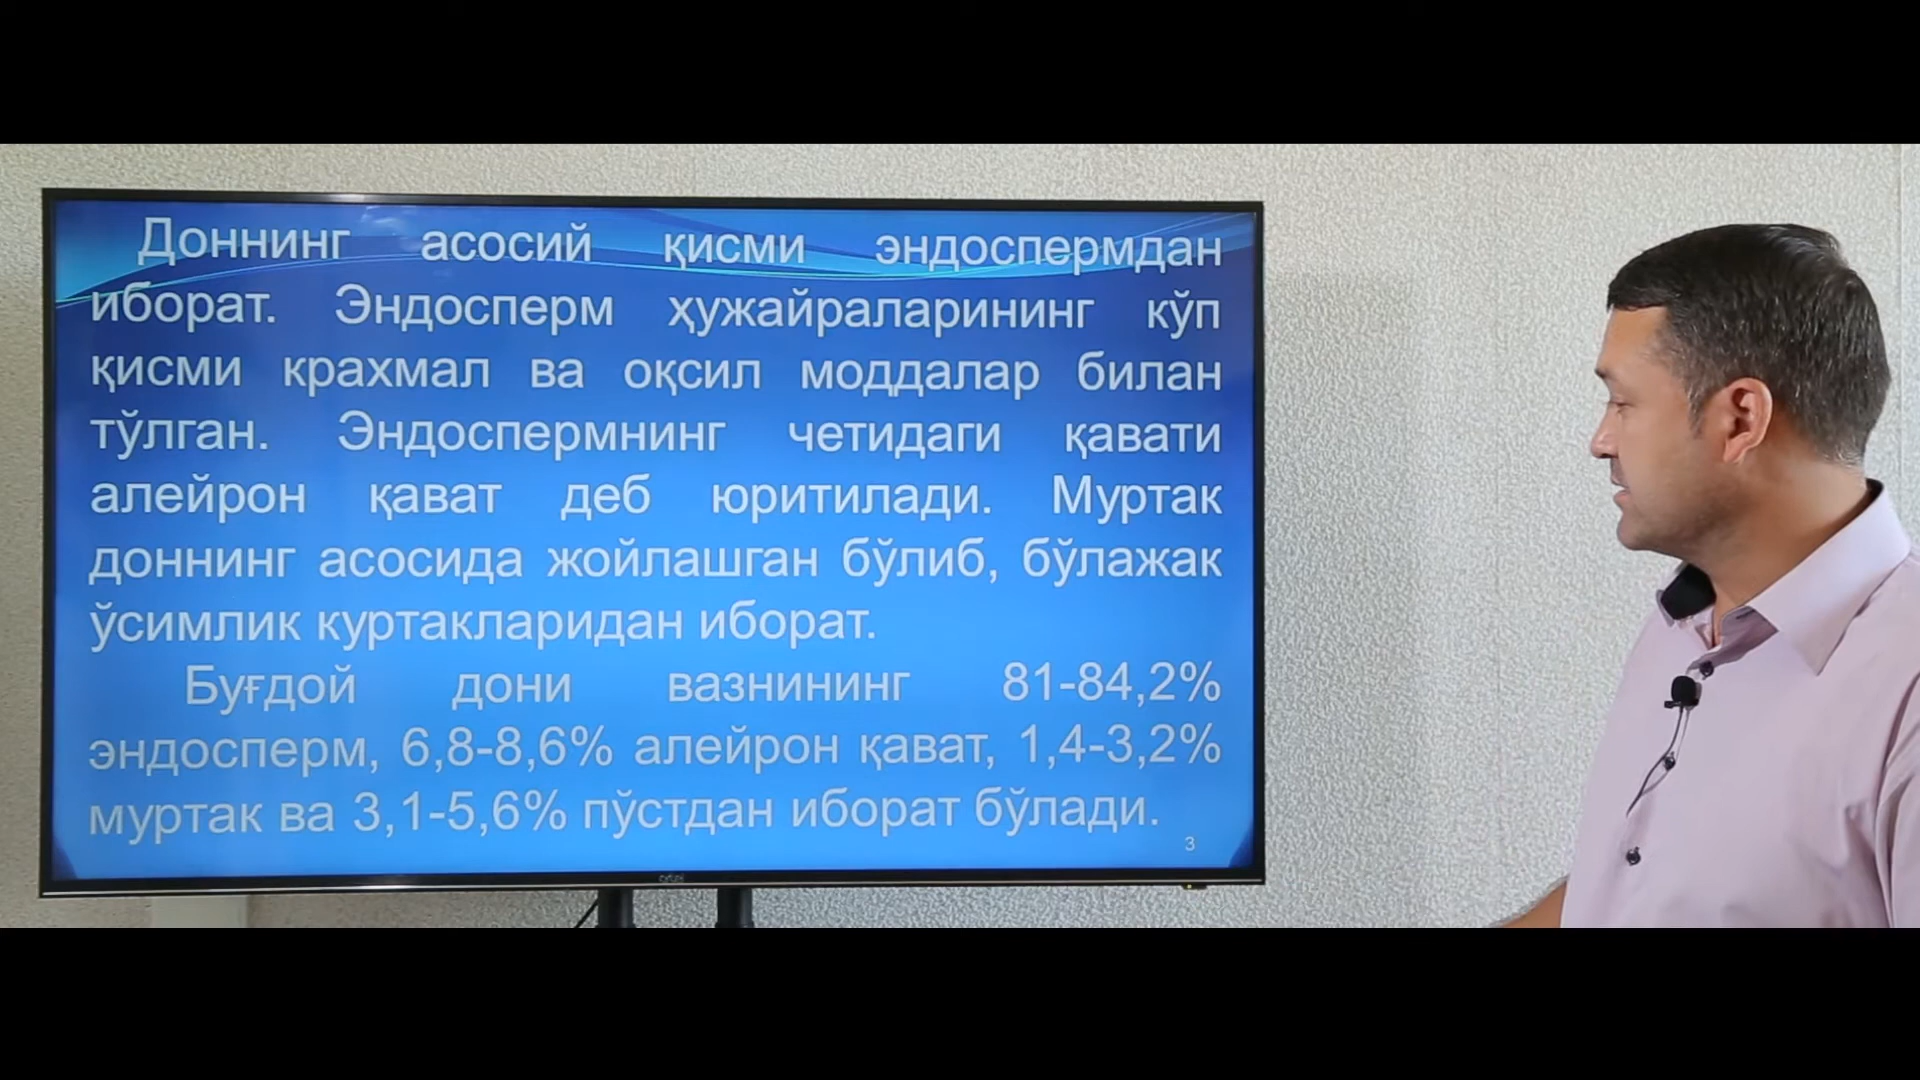 Доннинг асосий қисми эндоспермдан
иборат. Эндосперм ҳужайраларининг кўп
қисми крахмал ва оқсил моддалар билан
тўлган. Эндоспермнинг четидаги қавати
алейрон қават деб юритилади. Муртак
доннинг асосида жойлашган бўлиб, бўлажак
ўсимлик куртакларидан иборат.
Буғдой дони вазнининг 81-84,2%
эндосперм, 6,8-8,6% алейрон қават, 1,4-3,2%
муртак ва 3,1-5,6% пўстдан иборат бўлади.
3